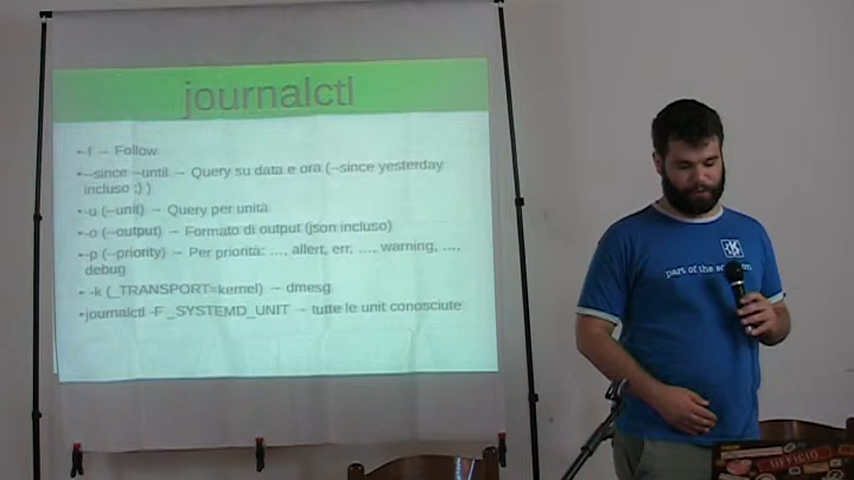 journalctl
•-f → Follow
•--since --until → Query su data e ora (--since yesterday
incluso ;) )
•-u (--unit) → Query per unità
•-o (--output) → Formato di output (json incluso)
•-p (--priority) → Per priorità: …, allert, err, …, warning, …,
debug
• -k (_TRANSPORT=kernel) → dmesg
•journalctl -F _SYSTEMD_UNIT → tutte le unit conosciute
part of the
UFFICIO